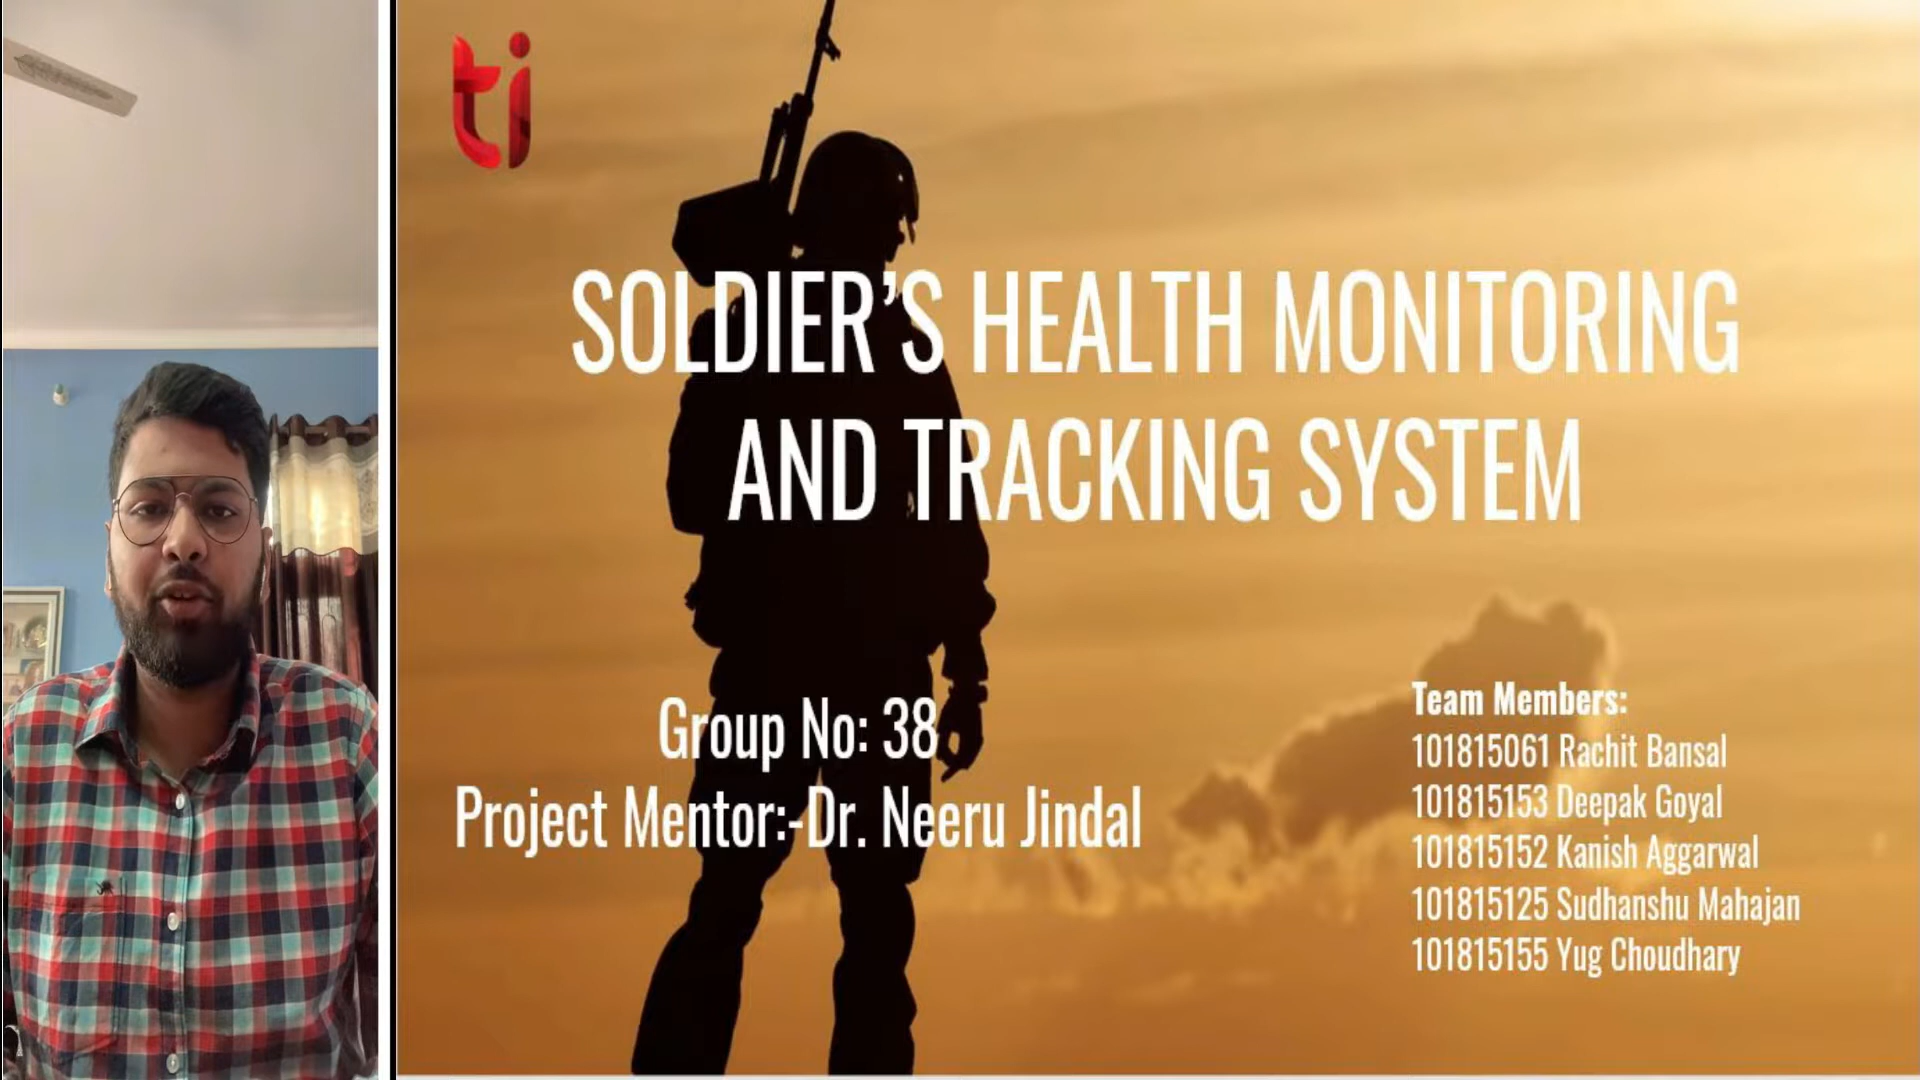 ti
SOLDIER’S HEALTH MONITORING
AND TRACKING SYSTEM
Group No: 38
Project Mentor:-Dr. Neeru Jindal
Team Members:
101815061 Rachit Bansal
101815153 Deepak Goyal
101815152 Kanish Aggarwal
101815125 Sudhanshu Mahajan
101815155 Yug Choudhary